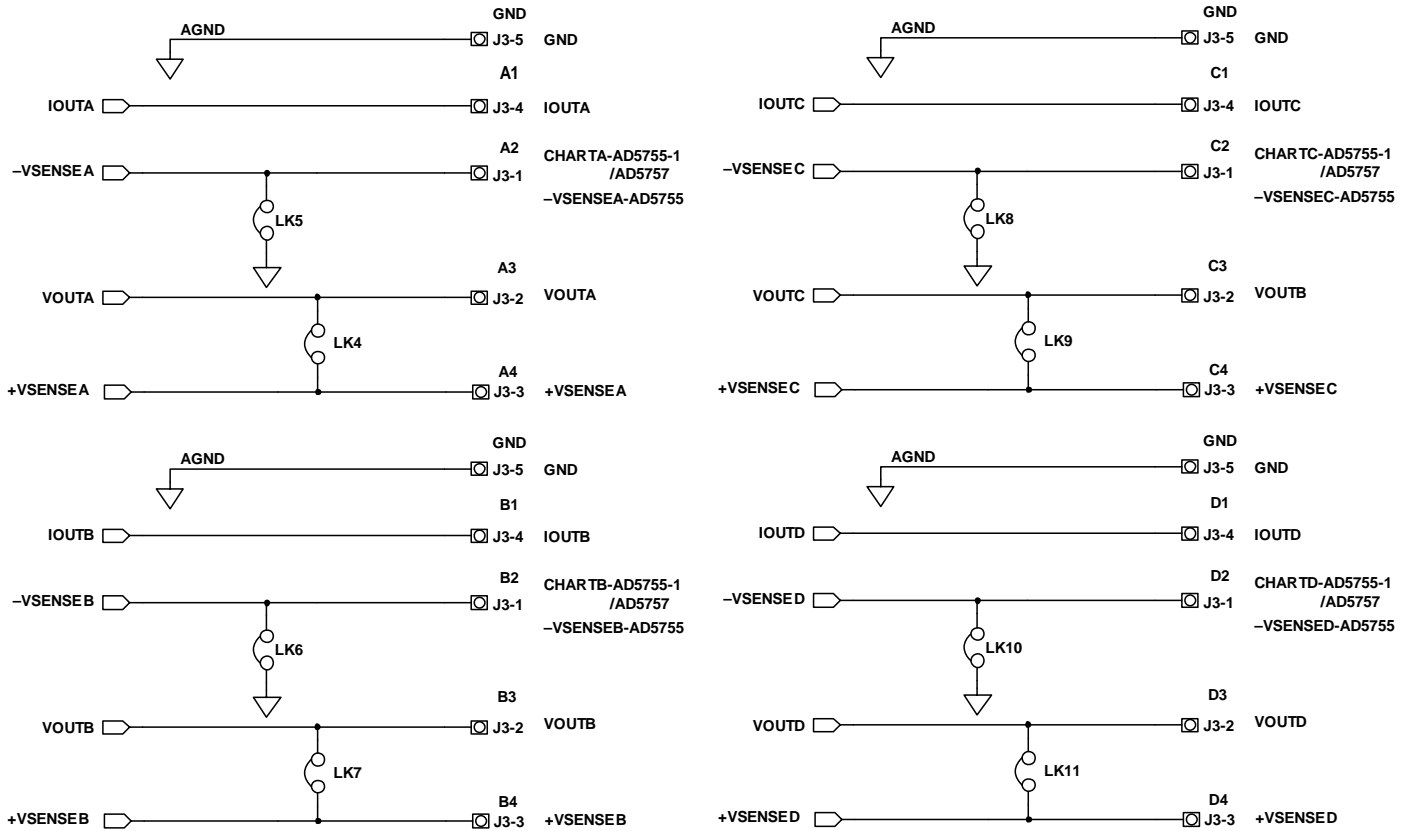 GND
AGND
J3-5 GND
A1
IOUTA
J3-4 IOUTA
A2
–VSENSEA
J3-1
CHARTA-AD5755-1
/AD5757
–VSENSEA-AD5755
LK5
A3
VOUTA
J3-2 VOUTA
LK4
A4
+VSENSEA
J3-3 +VSENSEA
GND
AGND
J3-5 GND
B1
IOUTB
J3-4 IOUTB
B2
–VSENSEB
J3-1
CHARTB-AD5755-1
/AD5757
–VSENSEB-AD5755
LK6
B3
VOUTB
J3-2 VOUTB
LK7
B4
+VSENSEB
J3-3 +VSENSEB
GND
AGND
J3-5 GND
C1
IOUTC
J3-4 IOUTC
C2
–VSENSEC
J3-1
CHARTC-AD5755-1
/AD5757
–VSENSEC-AD5755
LK8
C3
VOUTC
J3-2 VOUTB
LK9
C4
+VSENSEC
J3-3 +VSENSEC
GND
AGND
J3-5 GND
D1
IOUTD
J3-4 IOUTD
D2
–VSENSED
J3-1
CHARTD-AD5755-1
/AD5757
–VSENSED-AD5755
LK10
D3
VOUTD
J3-2 VOUTD
LK11
D4
+VSENSED
J3-3 +VSENSED